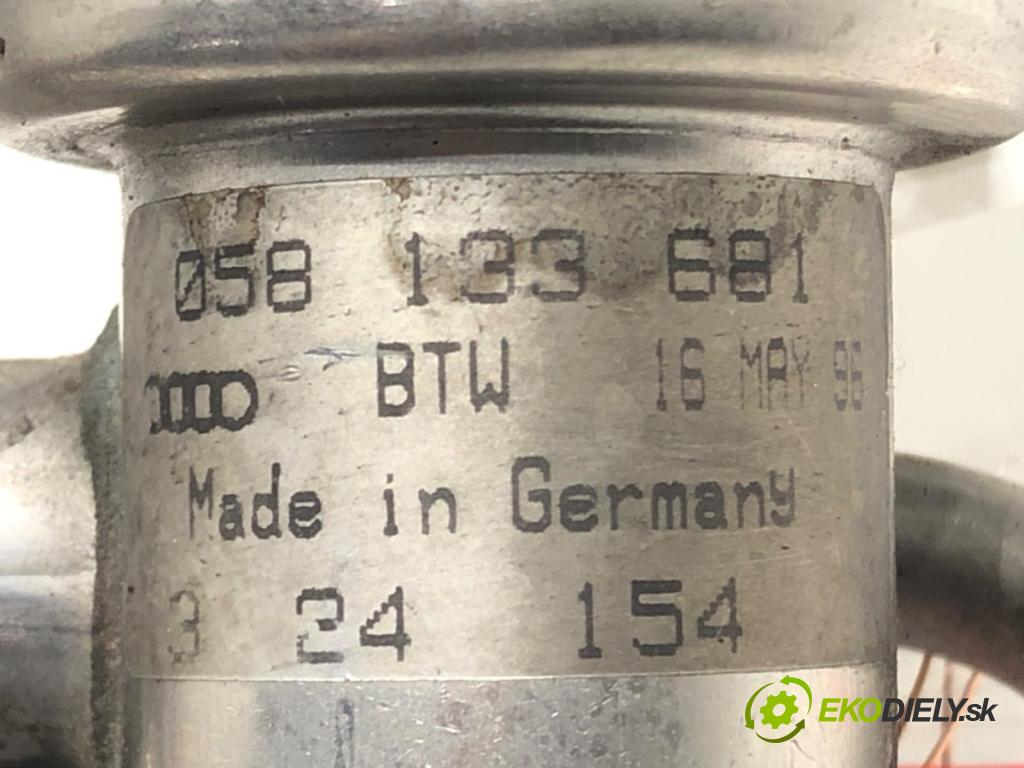 058 133 681
BTW 16 MAY 96
Made in Germany
3 24 154
EKODIELY.sk